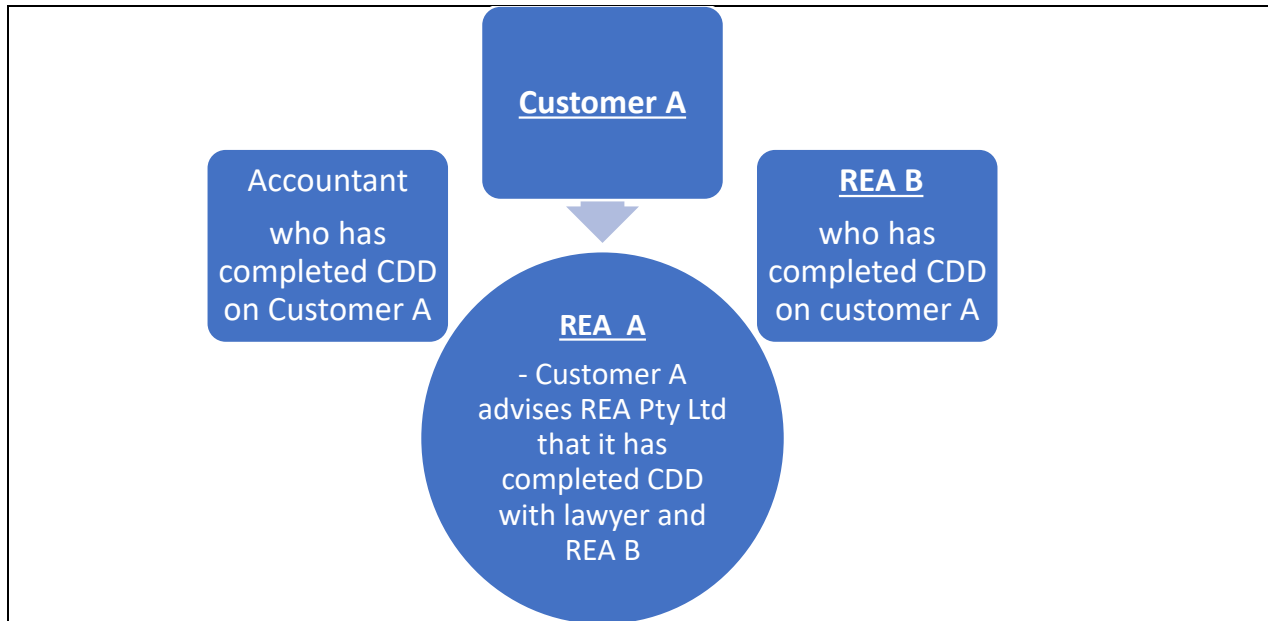 Customer A
Accountant
who has
completed CDD
on Customer A
REA B
who has
completed CDD
on customer A
REA A
- Customer A
advises REA Pty Ltd
that it has
completed CDD
with lawyer and
REA B